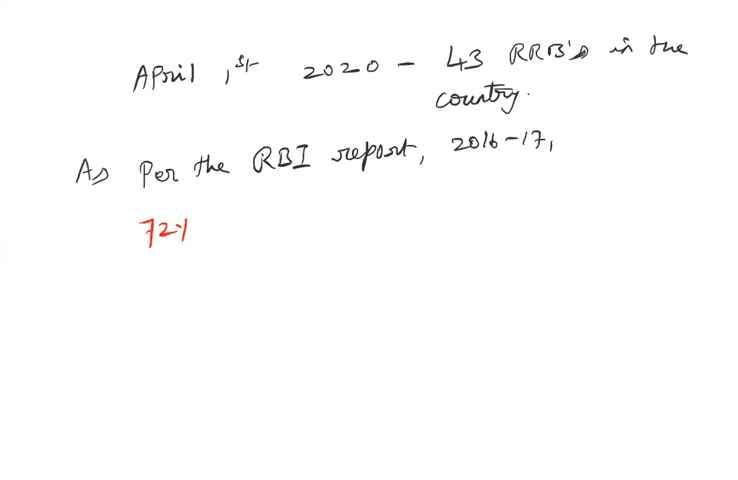 April 1st 2020 - 43 RRB's in the
country.
As Per the RBI report, 2016-17,
72%